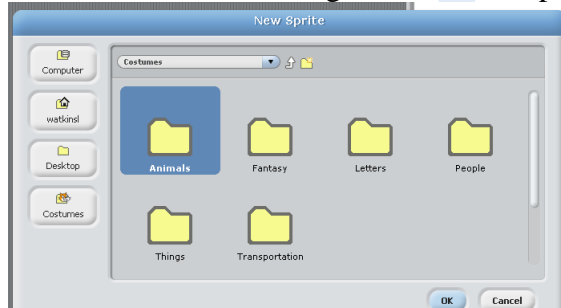 New Sprite
Computer
watkinsl
Desktop
Costumes
Costumes
Animals
Fantasy
Letters
People
Things
Transportation
OK
Cancel